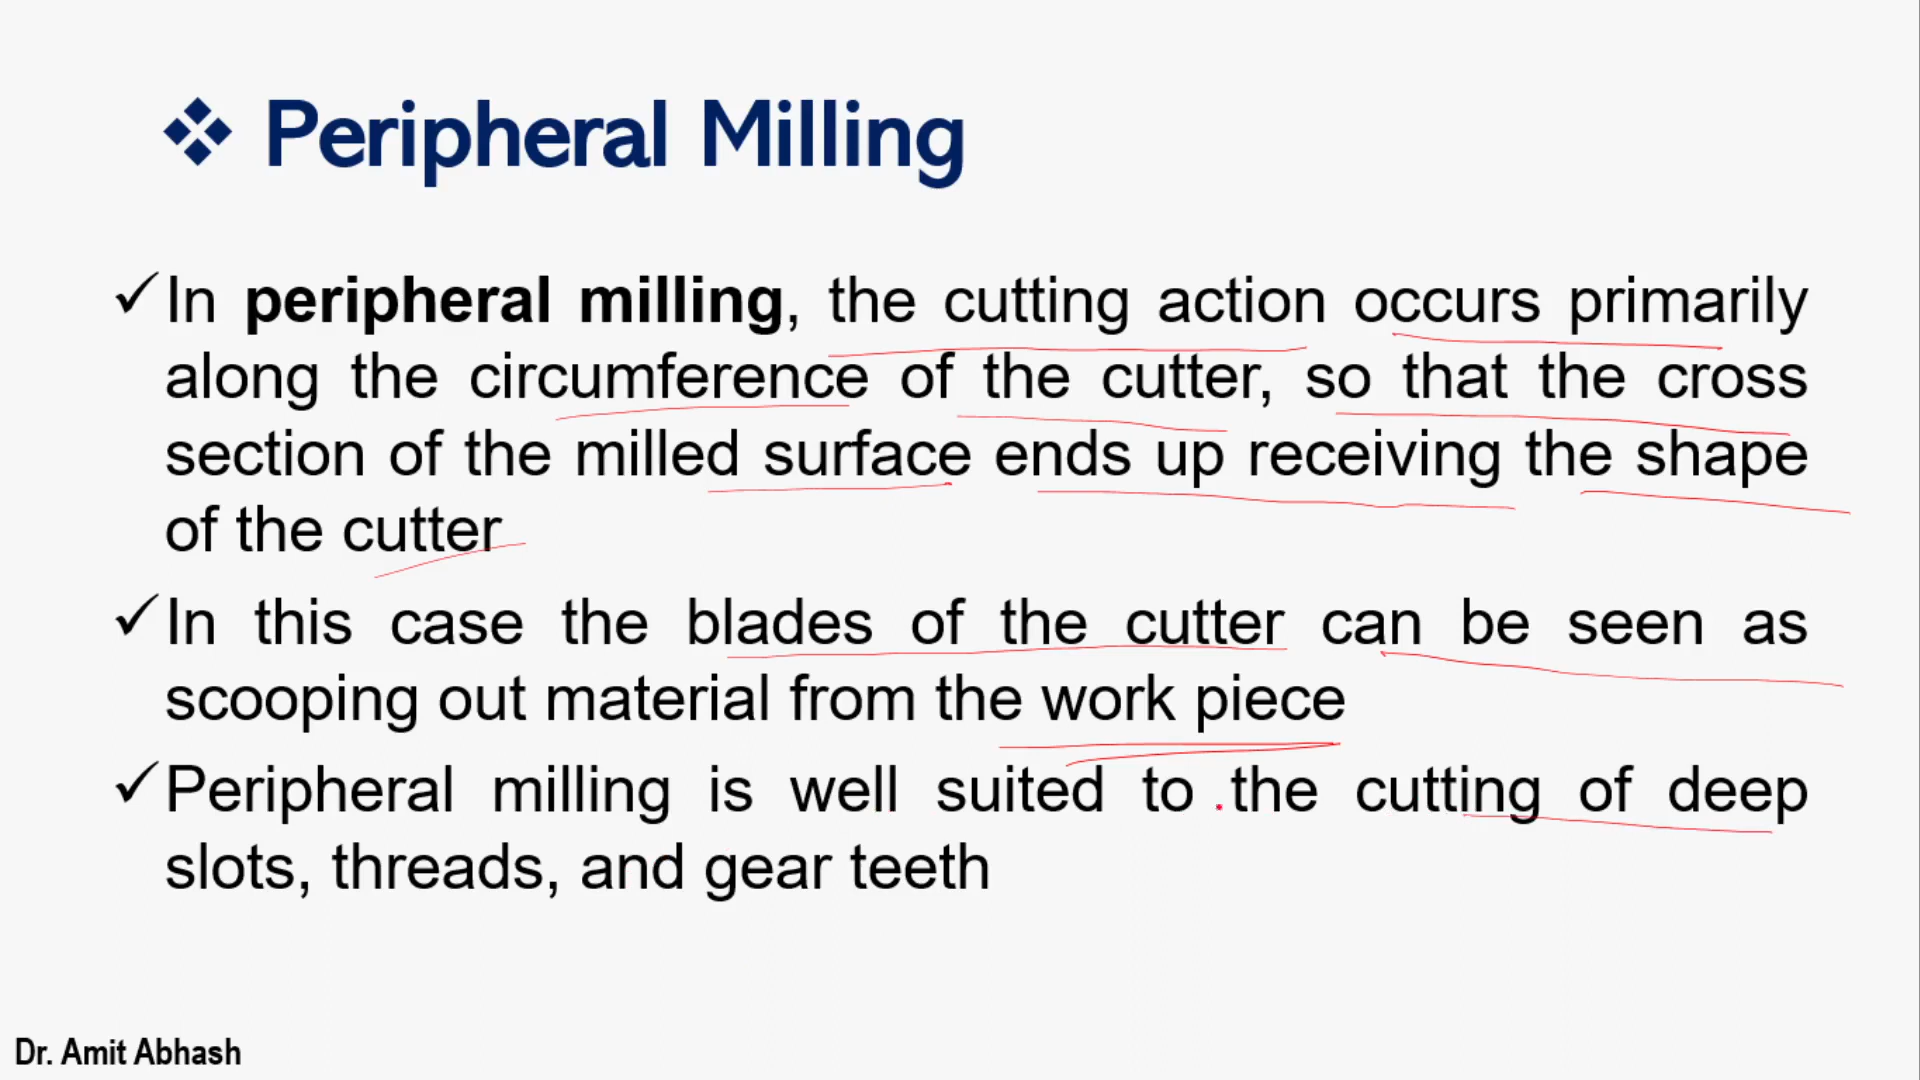 ❖ Peripheral Milling
✓In peripheral milling, the cutting action occurs primarily
along the circumference of the cutter, so that the cross
section of the milled surface ends up receiving the shape
of the cutter
✓In this case the blades of the cutter can be seen as
scooping out material from the work piece
✓Peripheral milling is well suited to the cutting of deep
slots, threads, and gear teeth
Dr. Amit Abhash